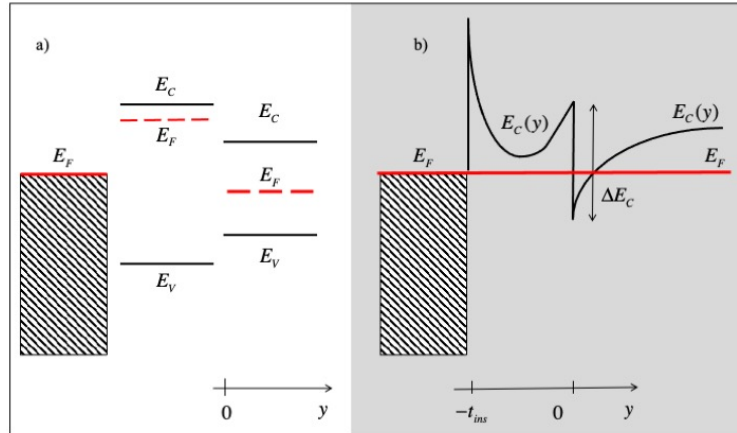 a)
E_C
E_F
E_F
E_V
E_C
E_F
E_V
0
y
b)
E_F
E_C(y)
E_C(y)
E_F
ΔE_C
-t_ins
0
y